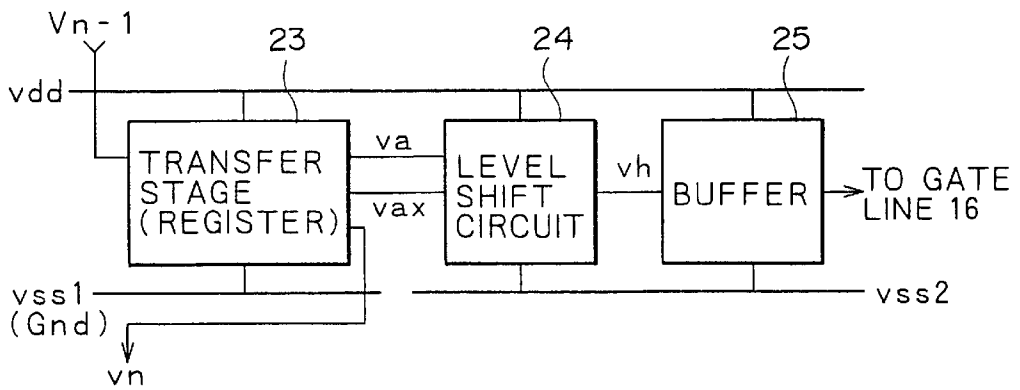 Vn-1
23
24
25
vdd
TRANSFER
STAGE
(REGISTER)
va
vax
LEVEL
SHIFT
CIRCUIT
vh
BUFFER
TO GATE
LINE 16
vss1
(Gnd)
vss2
vn